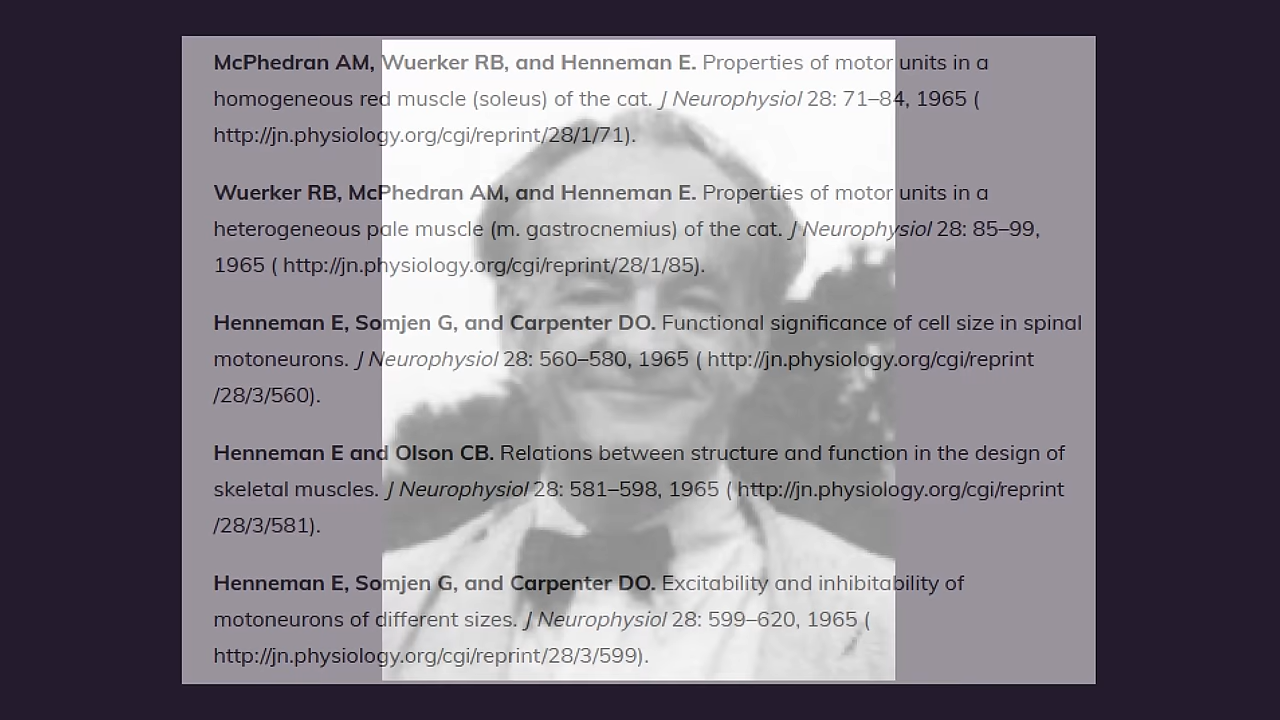 McPhedran AM, Wuerker RB, and Henneman E. Properties of motor units in a
homogeneous red muscle (soleus) of the cat. J Neurophysiol 28: 71–84, 1965 (
http://jn.physiology.org/cgi/reprint/28/1/71).
Wuerker RB, McPhedran AM, and Henneman E. Properties of motor units in a
heterogeneous pale muscle (m. gastrocnemius) of the cat. J Neurophysiol 28: 85–99,
1965 ( http://jn.physiology.org/cgi/reprint/28/1/85).
Henneman E, Somjen G, and Carpenter DO. Functional significance of cell size in spinal
motoneurons. J Neurophysiol 28: 560–580, 1965 ( http://jn.physiology.org/cgi/reprint
/28/3/560).
Henneman E and Olson CB. Relations between structure and function in the design of
skeletal muscles. J Neurophysiol 28: 581–598, 1965 ( http://jn.physiology.org/cgi/reprint
/28/3/581).
Henneman E, Somjen G, and Carpenter DO. Excitability and inhibitability of
motoneurons of different sizes. J Neurophysiol 28: 599–620, 1965 (
http://jn.physiology.org/cgi/reprint/28/3/599).